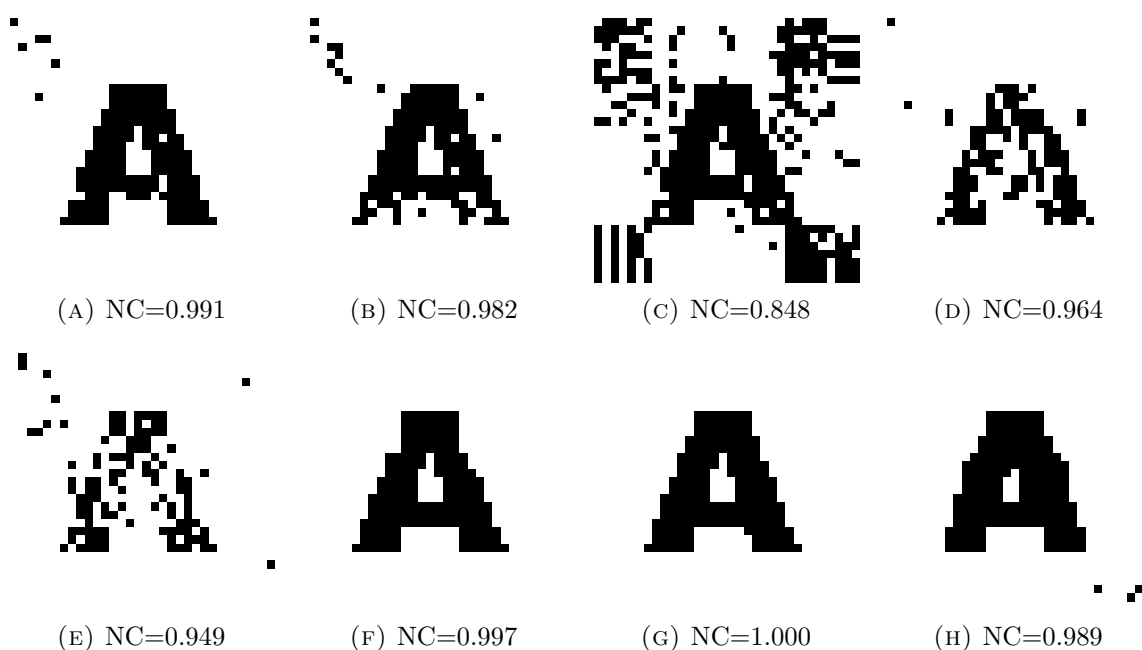 (A) NC=0.991
(B) NC=0.982
(C) NC=0.848
(D) NC=0.964
(E) NC=0.949
(F) NC=0.997
(G) NC=1.000
(H) NC=0.989